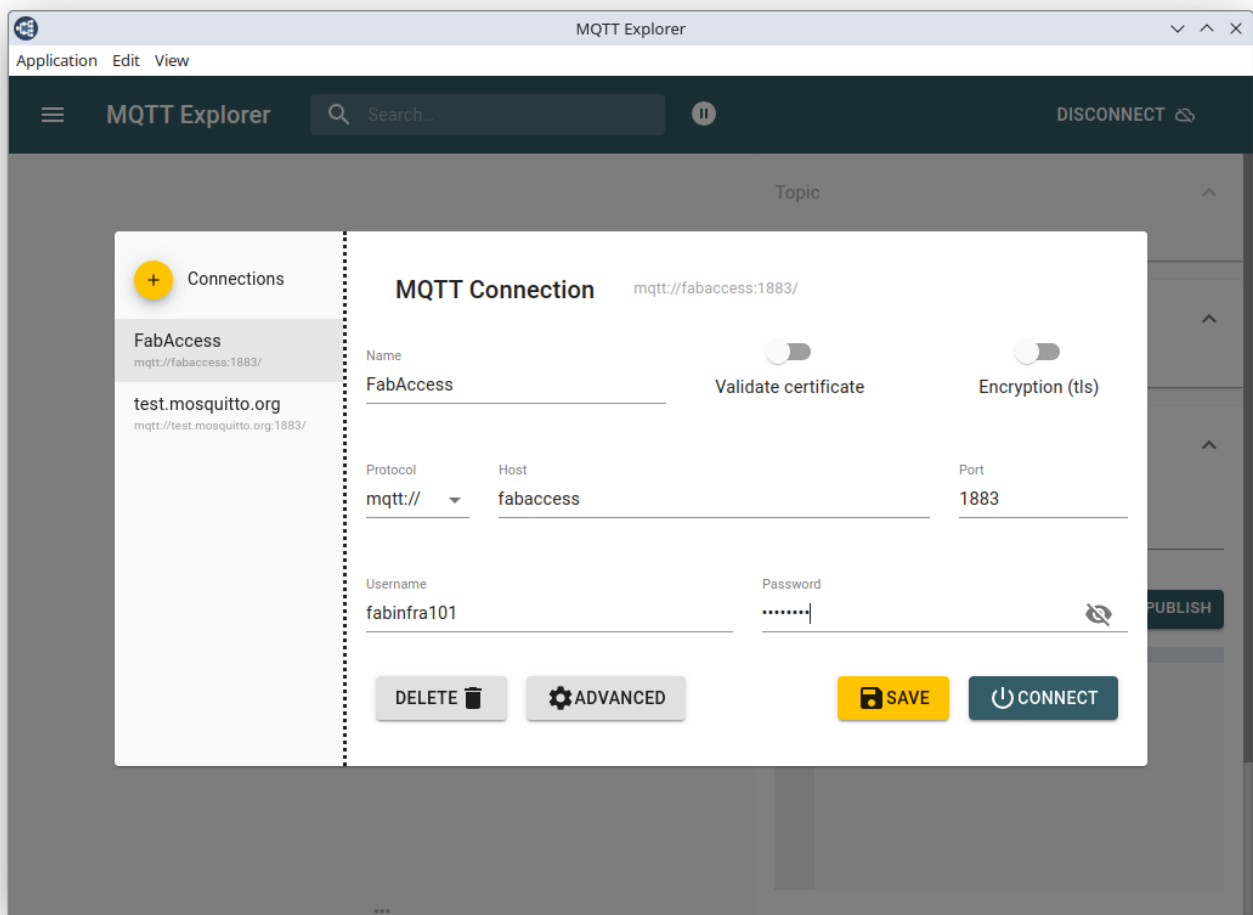 MQTT Explorer
Application Edit View
MQTT Explorer Search... DISCONNECT
Topic
Connections
MQTT Connection mqtt://fabaccess:1883/
FabAccess
mqtt://fabaccess:1883/
test.mosquitto.org
mqtt://test.mosquitto.org:1883/
Name
FabAccess
Validate certificate
Encryption (tls)
Protocol Host Port
mqtt:// fabaccess 1883
Username Password
fabinfra101 ••••••••
PUBLISH
DELETE ADVANCED SAVE CONNECT